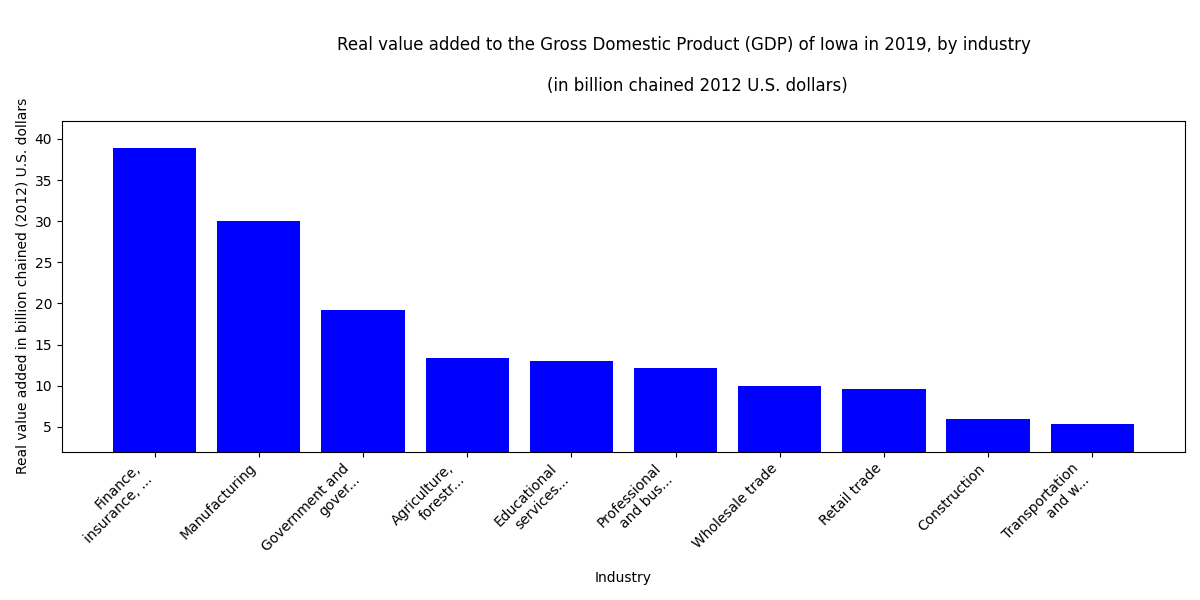 Real value added to the Gross Domestic Product (GDP) of Iowa in 2019, by industry
(in billion chained 2012 U.S. dollars)
Real value added in billion chained (2012) U.S. dollars
40
35
30
25
20
15
10
5
Finance,
insurance, ...
Manufacturing
Government and
gover...
Agriculture,
forestr...
Educational
services...
Professional
and bus...
Wholesale trade
Retail trade
Construction
Transportation
and w...
Industry